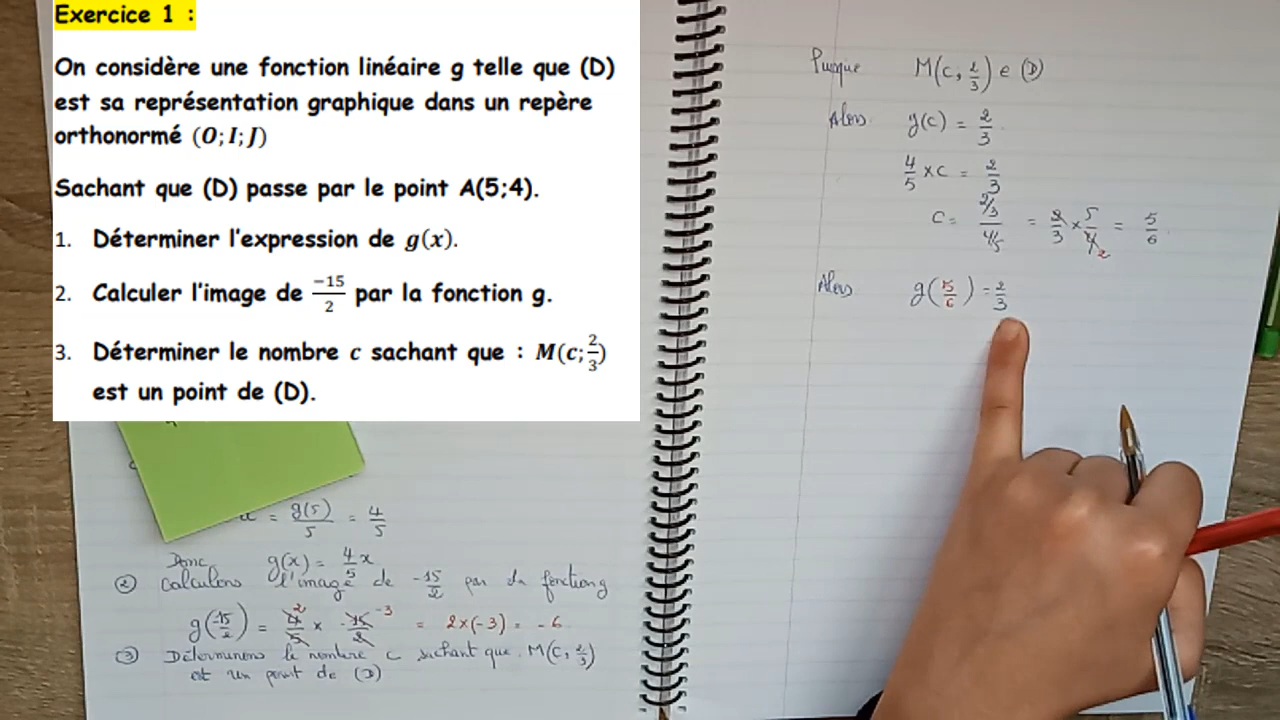 Exercice 1 :
On considère une fonction linéaire g telle que (D)
est sa représentation graphique dans un repère
orthonormé (O; I; J)
Sachant que (D) passe par le point A(5;4).
1. Déterminer l'expression de g(x).
2. Calculer l'image de -15/2 par la fonction g.
3. Déterminer le nombre c sachant que : M(c; 2/3)
est un point de (D).
= g(5)/5 = 4/5
Donc g(x) = 4/5 x
② Calculons l'image de -15/2 par la fonction g
g(-15/2) = 4/5 × -15/2 = 2×(-3) = -6
2 -3
③ Déterminons le nombre c sachant que M(c, 2/3)
est un point de (D)
Puisque M(c, 2/3) e (D)
Alors g(c) = 2/3
4/5 × c = 2/3
c = 2/3 / 4/5 = 2/3 × 5/4 = 5/6
2
Alors g(5/6) = 2/3